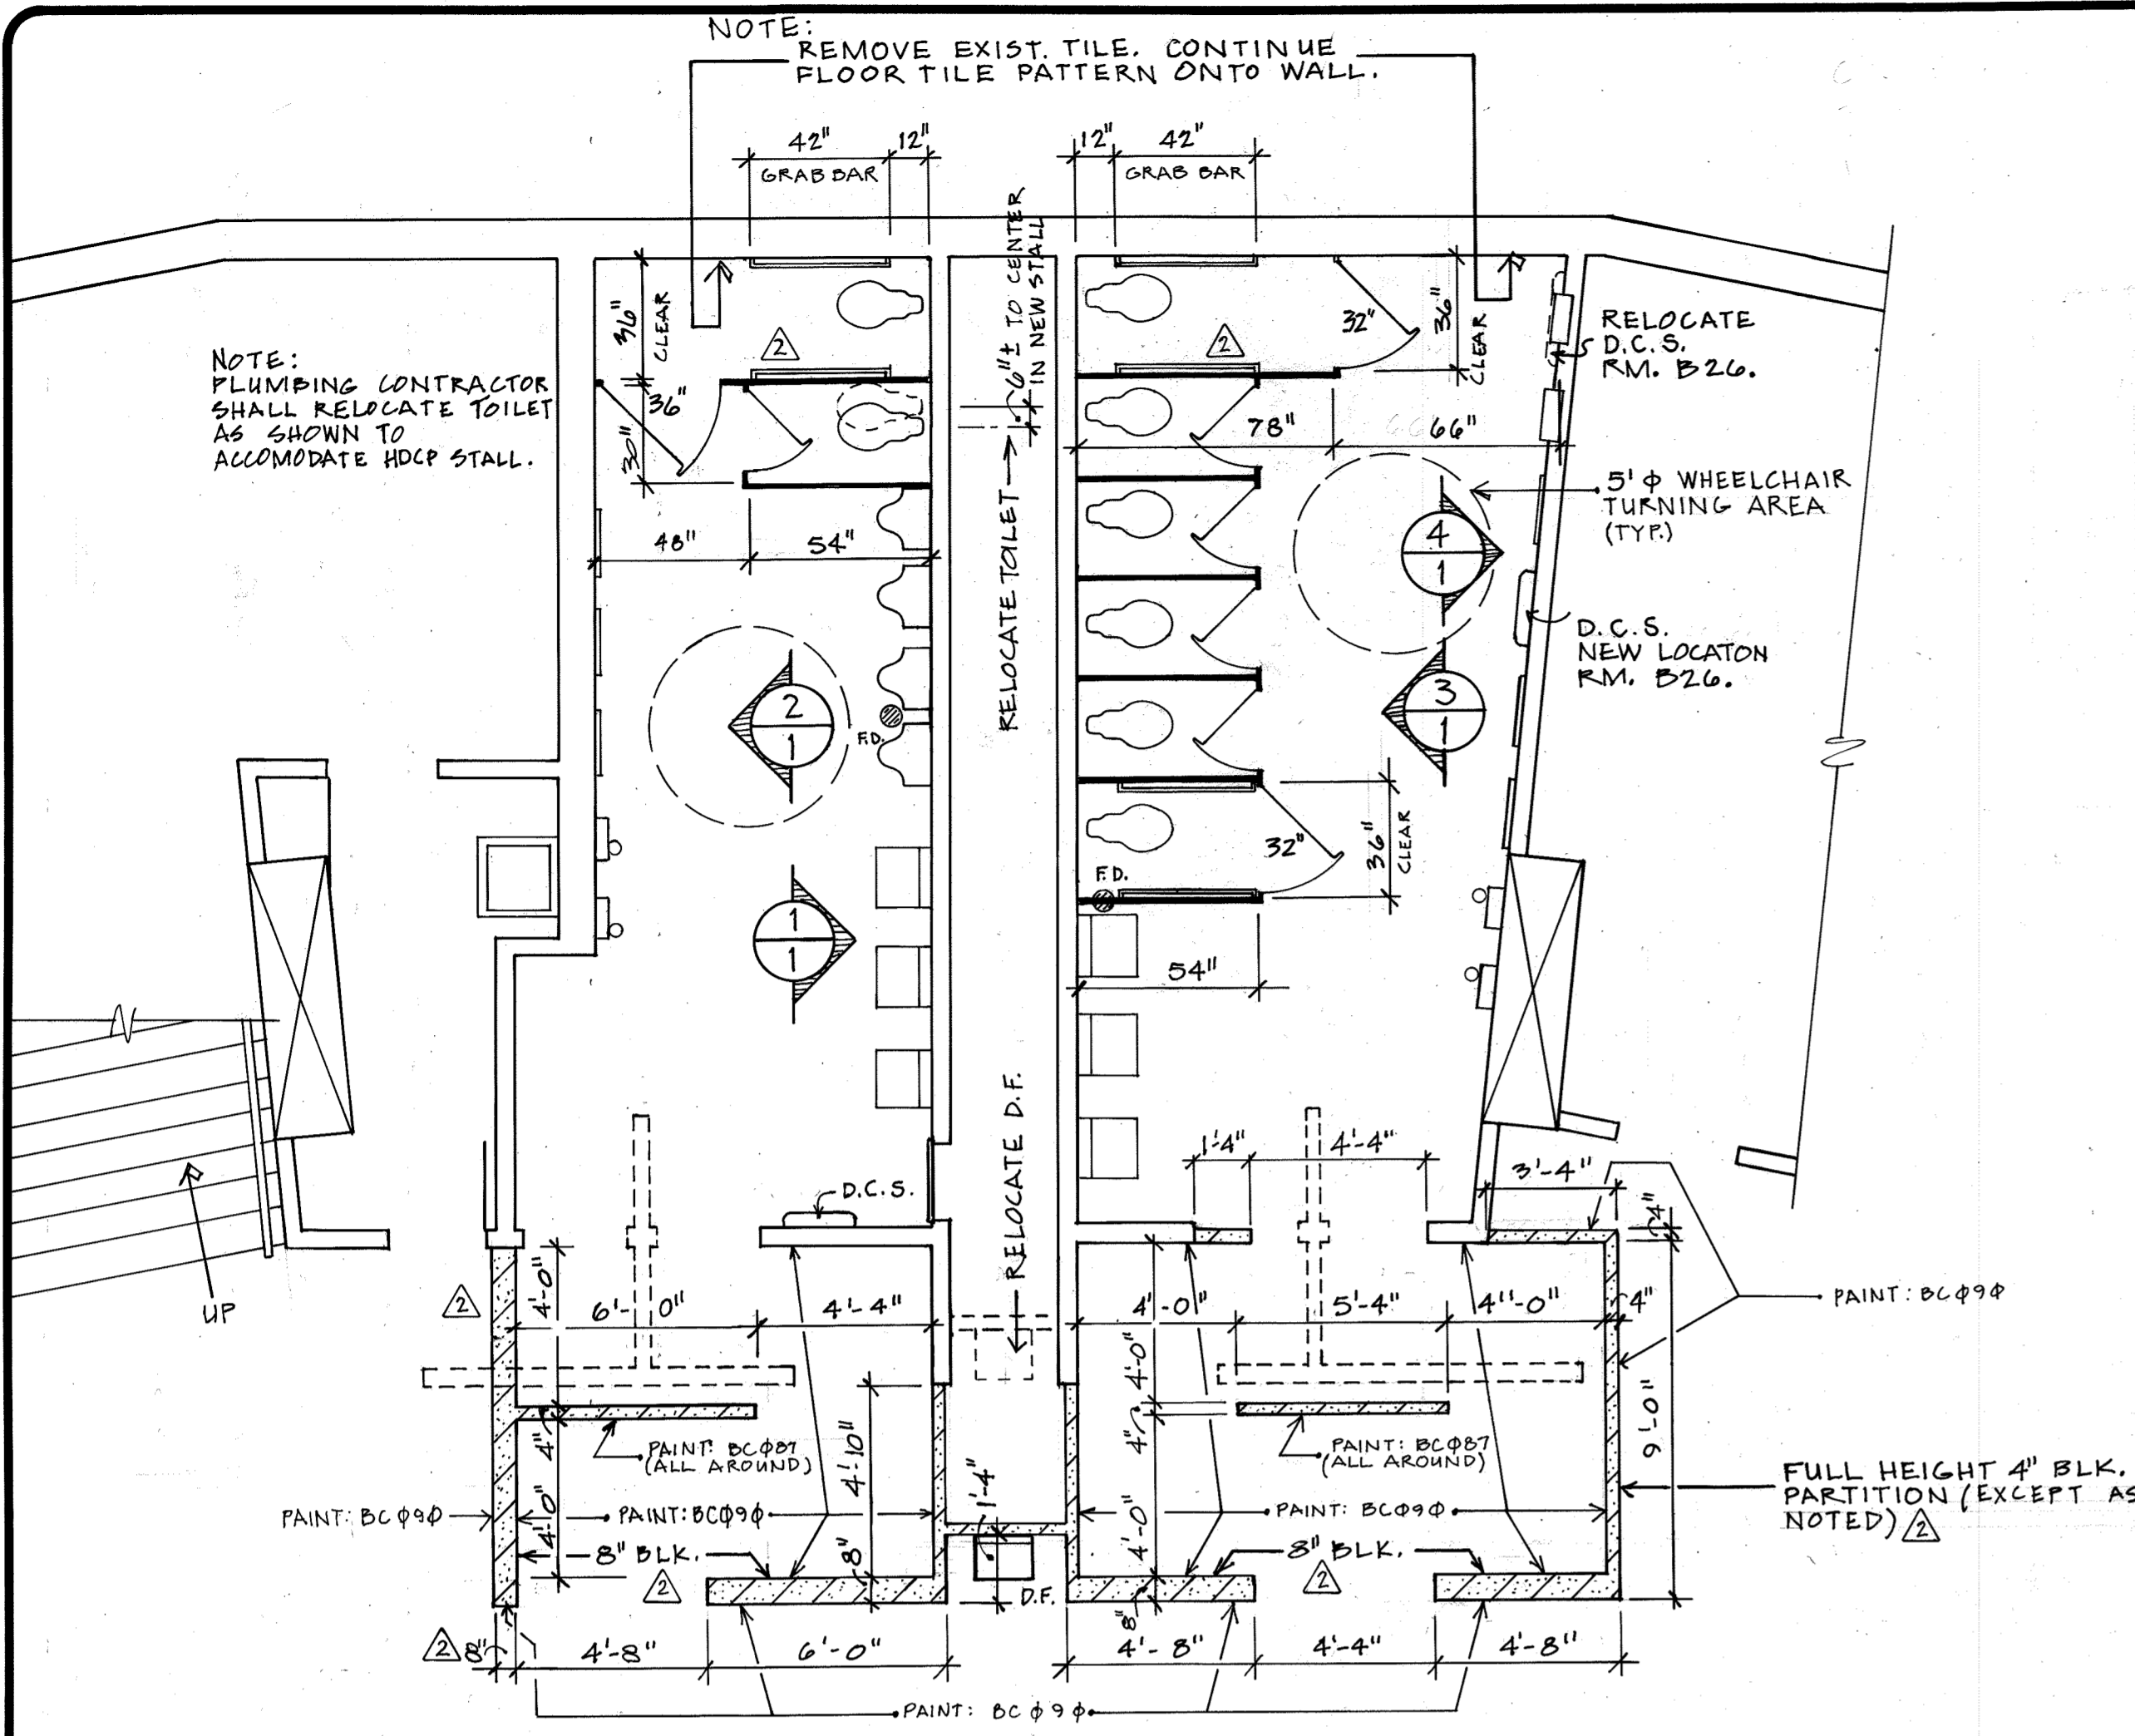 NOTE:
REMOVE EXIST. TILE. CONTINUE
FLOOR TILE PATTERN ONTO WALL.
42" 12" 12" 42"
GRAB BAR GRAB BAR
6"± TO CENTER
IN NEW STALL
36"
CLEAR
32"
36"
CLEAR
RELOCATE
D.C.S.
RM. B26.
NOTE:
PLUMBING CONTRACTOR
SHALL RELOCATE TOILET
AS SHOWN TO
ACCOMODATE HDCP STALL.
2
2
36"
30"
78" 66"
5'φ WHEELCHAIR
TURNING AREA
(TYP.)
48" 54"
RELOCATE TOILET
4
1
D.C.S.
NEW LOCATON
RM. B26.
3
1
2
1
F.D.
32"
36"
CLEAR
F.D.
1
1
54"
RELOCATE D.F.
1'-4" 4'-4"
3'-4"
4"
D.C.S.
UP
2
4'-0"
6'-0" 4'-4"
4'-0" 5'-4" 4'-0" 4"
PAINT: BCφ9φ
4'-0"
9'-0"
4"
4"
PAINT: BCφ87
(ALL AROUND)
4'-10"
PAINT: BCφ87
(ALL AROUND)
FULL HEIGHT 4" BLK.
PARTITION (EXCEPT AS
NOTED) 2
1'-4"
PAINT: BCφ9φ
PAINT: BCφ9φ
PAINT: BCφ9φ
4'-0"
4'-0"
8" BLK.
2
8"
8" BLK.
2
D.F.
8"
2 8" 4'-8" 6'-0" 4'-8" 4'-4" 4'-8"
PAINT: BCφ9φ